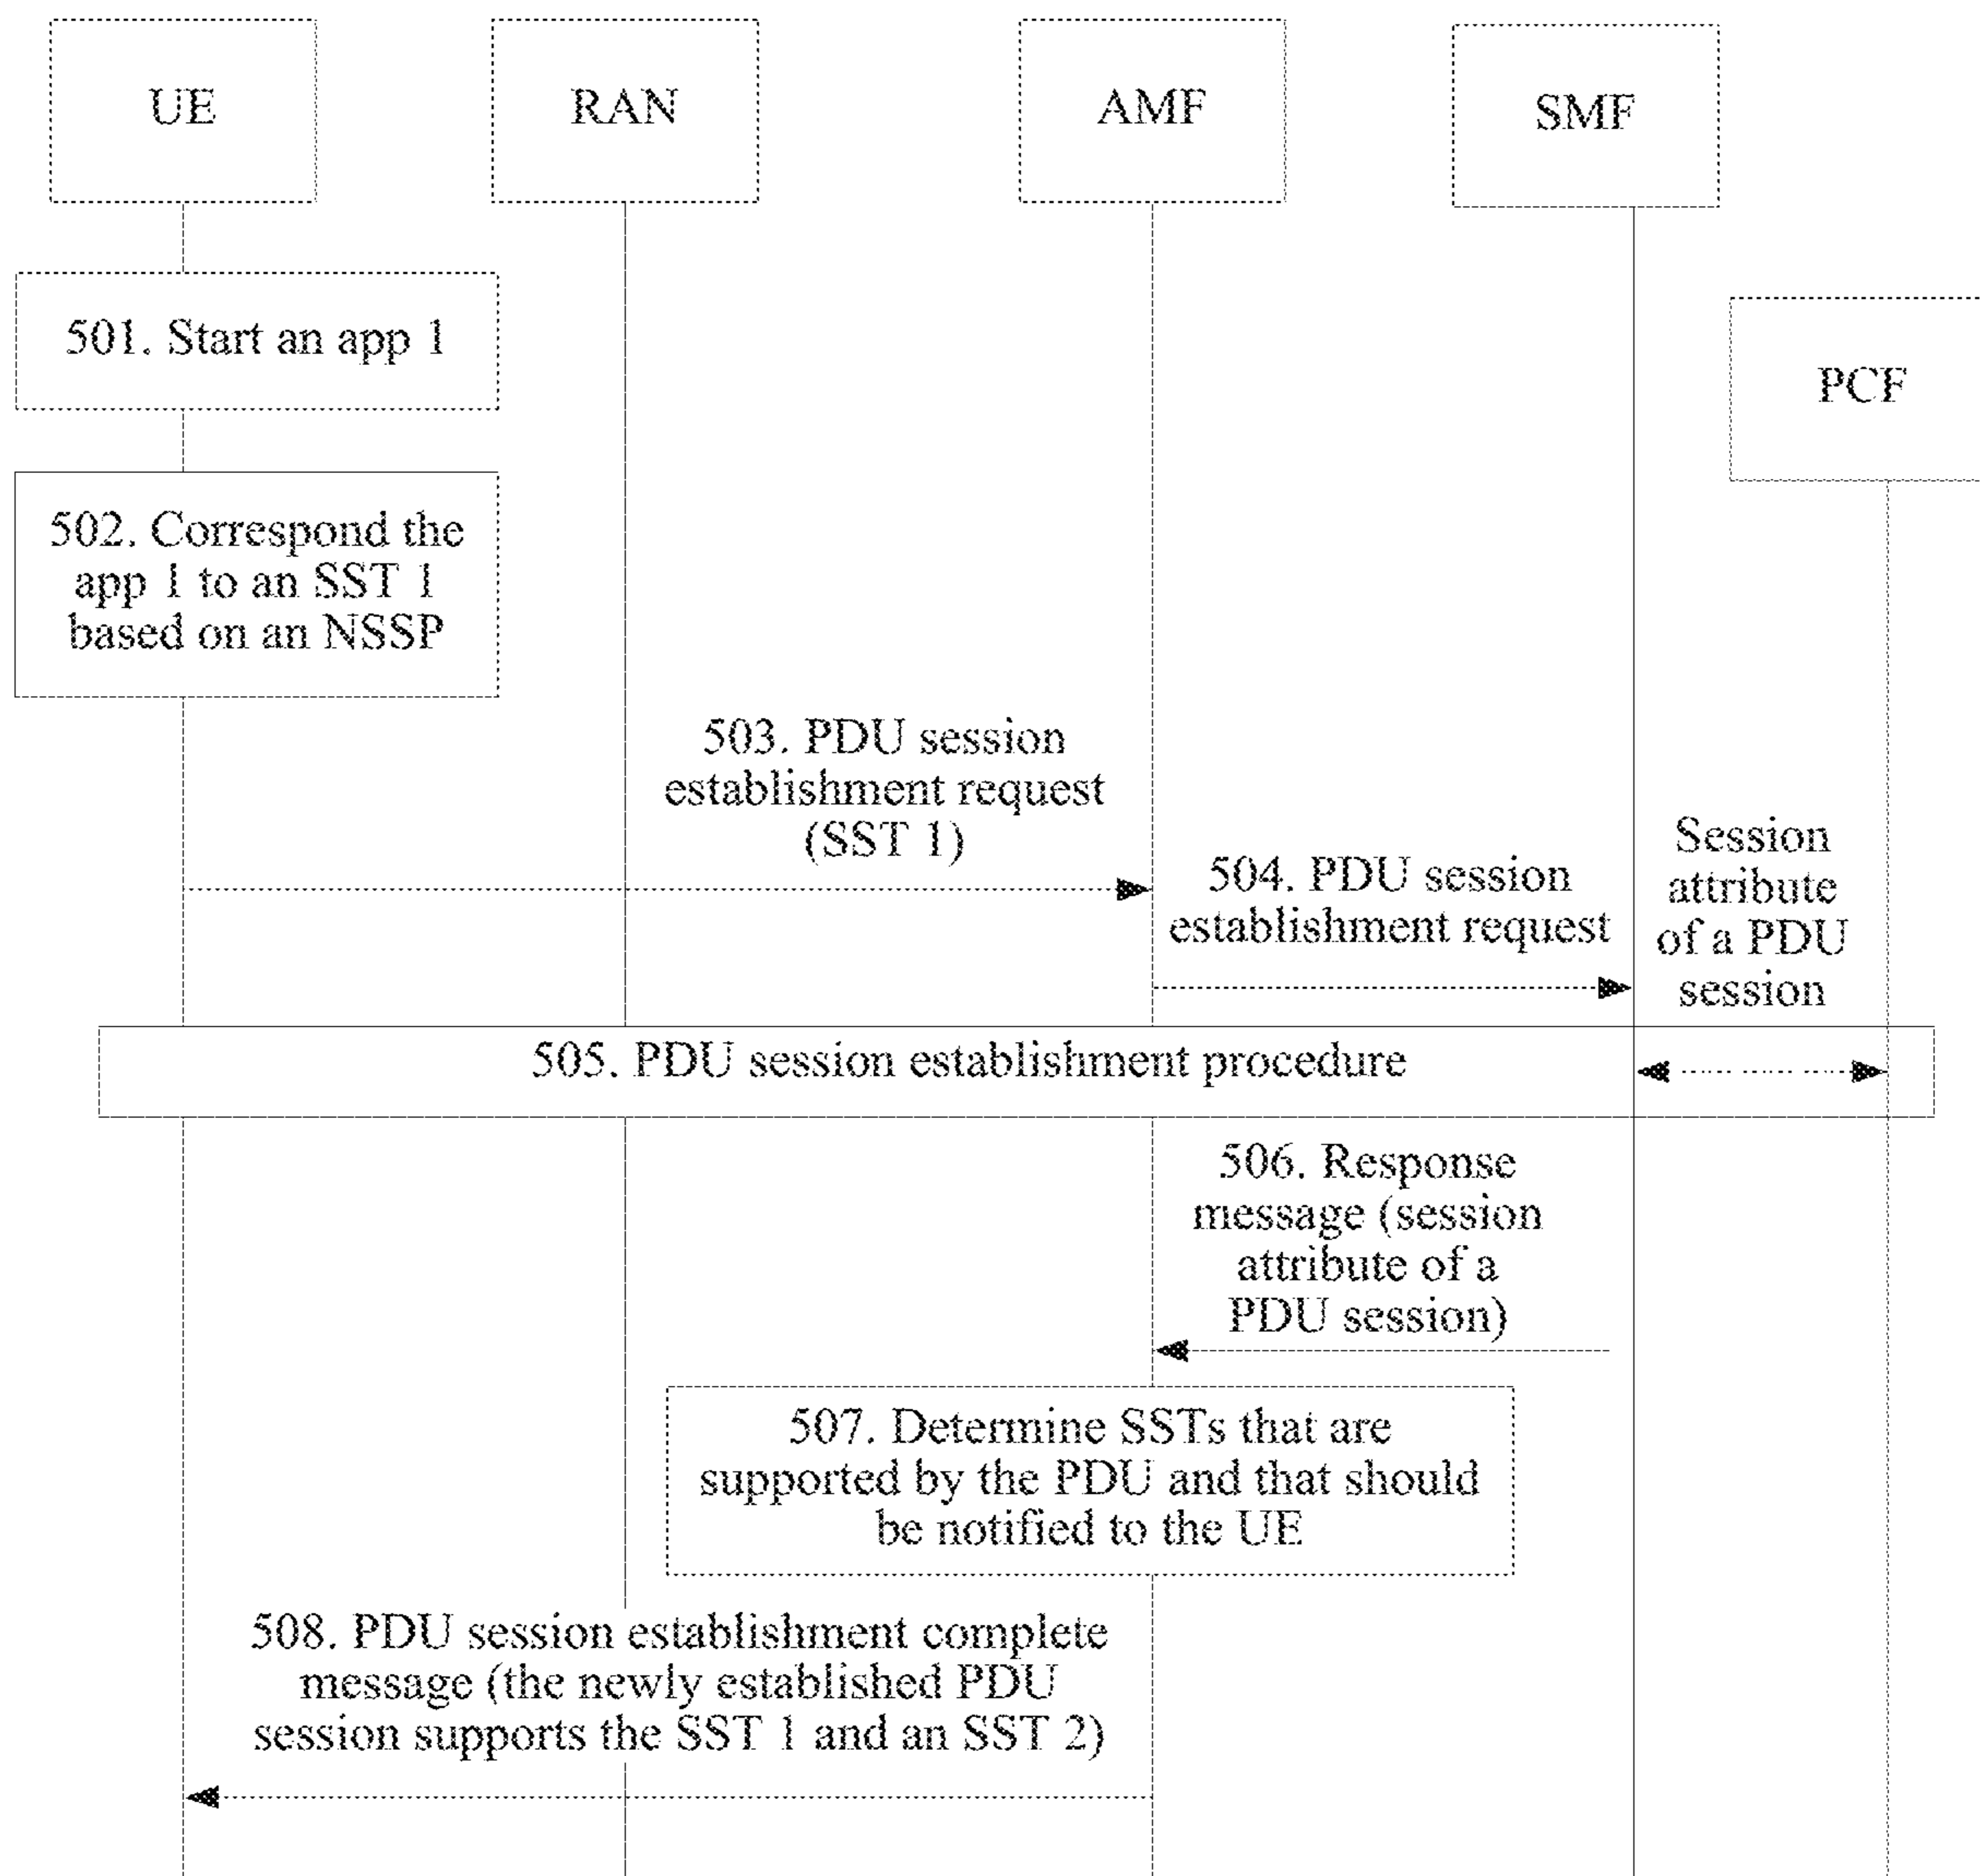 UE
RAN
AMF
SMF
501. Start an app 1
PCF
502. Correspond the
app 1 to an SST 1
based on an NSSP
503. PDU session
establishment request
(SST 1)
504. PDU session
establishment request
Session
attribute
of a PDU
session
505. PDU session establishment procedure
506. Response
message (session
attribute of a
PDU session)
507. Determine SSTs that are
supported by the PDU and that should
be notified to the UE
508. PDU session establishment complete
message (the newly established PDU
session supports the SST 1 and an SST 2)